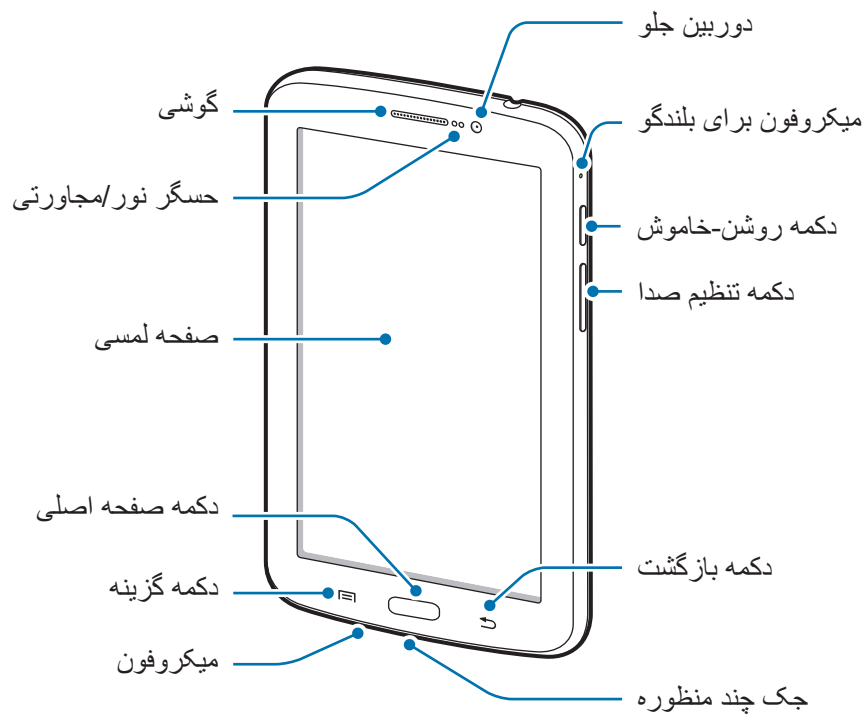 دوربین جلو
گوشی
میکروفون برای بلندگو
حسگر نور/مجاورتی
دکمه روشن-خاموش
دکمه تنظیم صدا
صفحه لمسی
دکمه صفحه اصلی
دکمه بازگشت
دکمه گزینه
میکروفون
جک چند منظوره